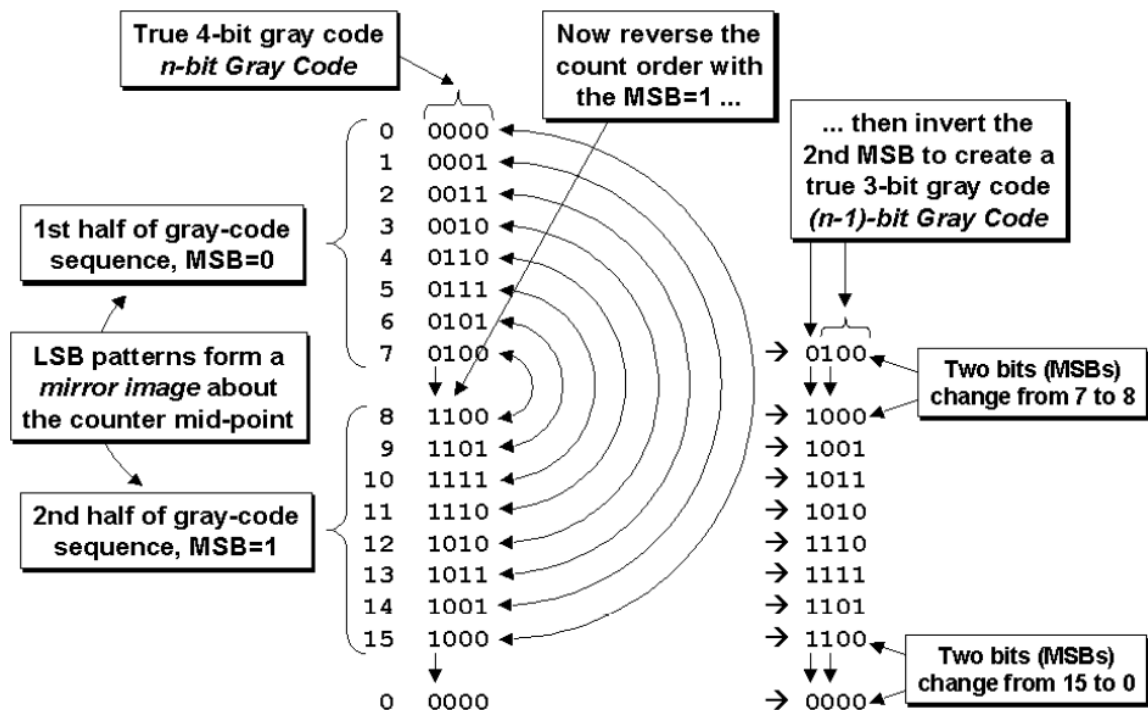 True 4-bit gray code
n-bit Gray Code
Now reverse the
count order with
the MSB=1 ...
... then invert the
2nd MSB to create a
true 3-bit gray code
(n-1)-bit Gray Code
1st half of gray-code
sequence, MSB=0
LSB patterns form a
mirror image about
the counter mid-point
2nd half of gray-code
sequence, MSB=1
0 0000
1 0001
2 0011
3 0010
4 0110
5 0111
6 0101
7 0100 → 0100
8 1100 → 1000
9 1101 → 1001
10 1111 → 1011
11 1110 → 1010
12 1010 → 1110
13 1011 → 1111
14 1001 → 1101
15 1000 → 1100
0 0000 → 0000
Two bits (MSBs)
change from 7 to 8
Two bits (MSBs)
change from 15 to 0